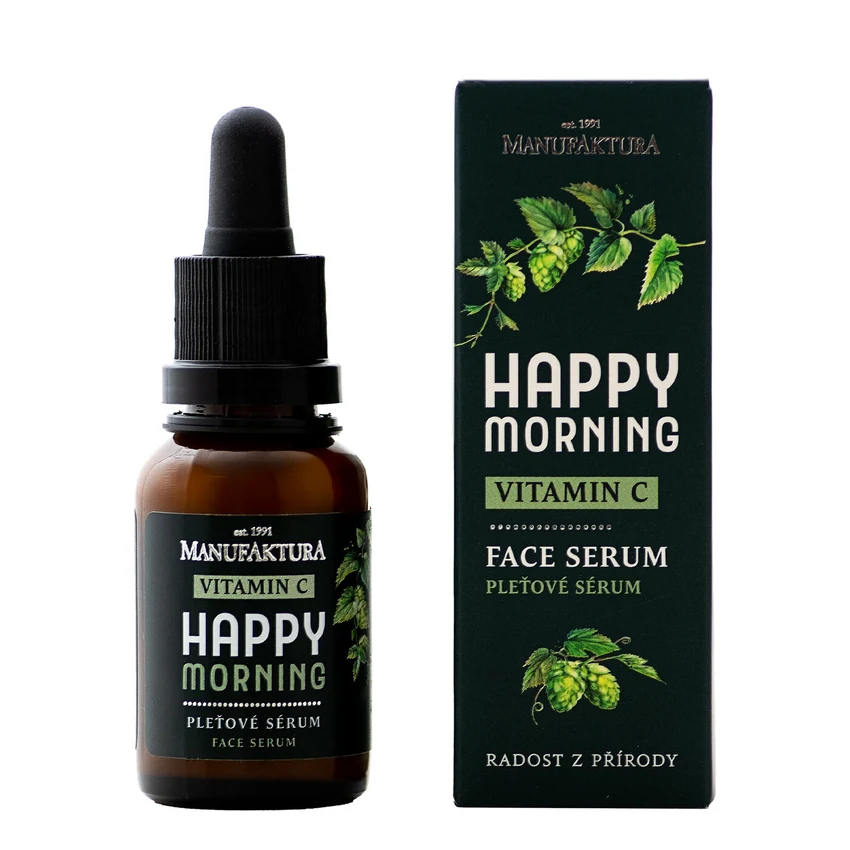 est. 1991
MANUFAKTURA
VITAMIN C
HAPPY
MORNING
PLEŤOVÉ SÉRUM
FACE SERUM
est. 1991
MANUFAKTURA
HAPPY
MORNING
VITAMIN C
FACE SERUM
PLEŤOVÉ SÉRUM
RADOST Z PŘÍRODY